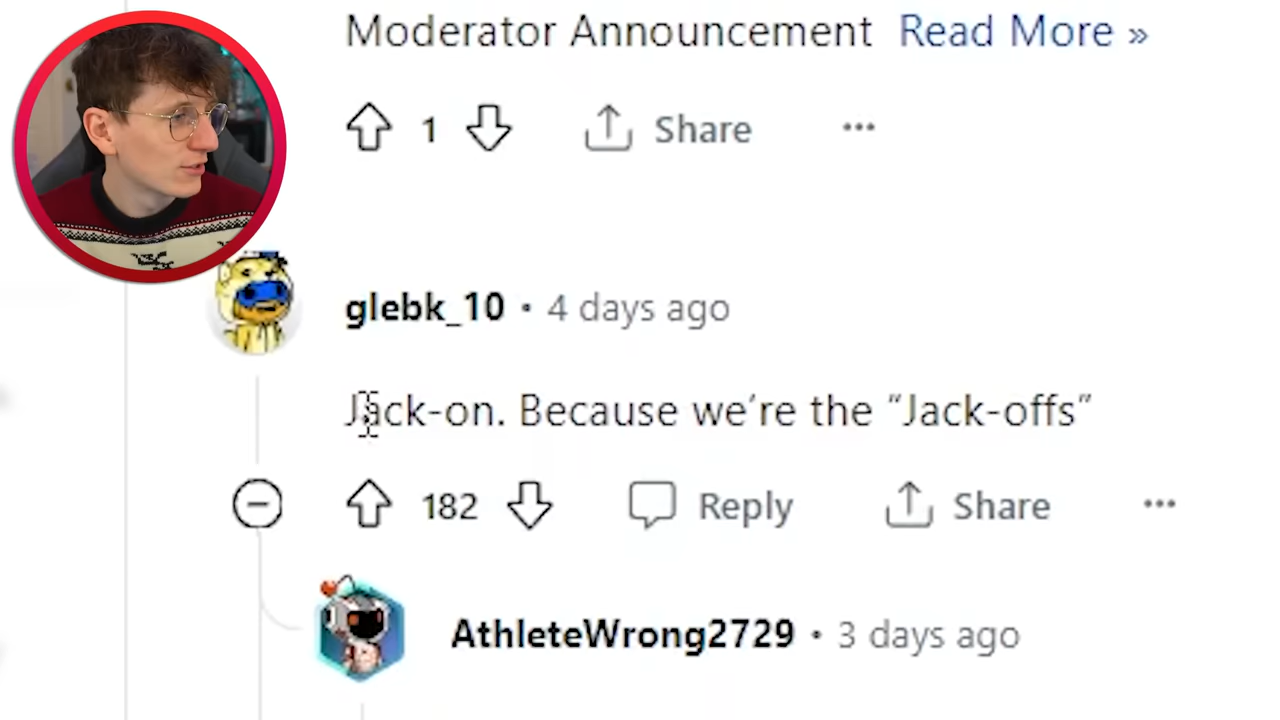 Moderator Announcement Read More »
1 Share ...
glebk_10 • 4 days ago
Jack-on. Because we’re the “Jack-offs”
182 Reply Share ...
AthleteWrong2729 • 3 days ago